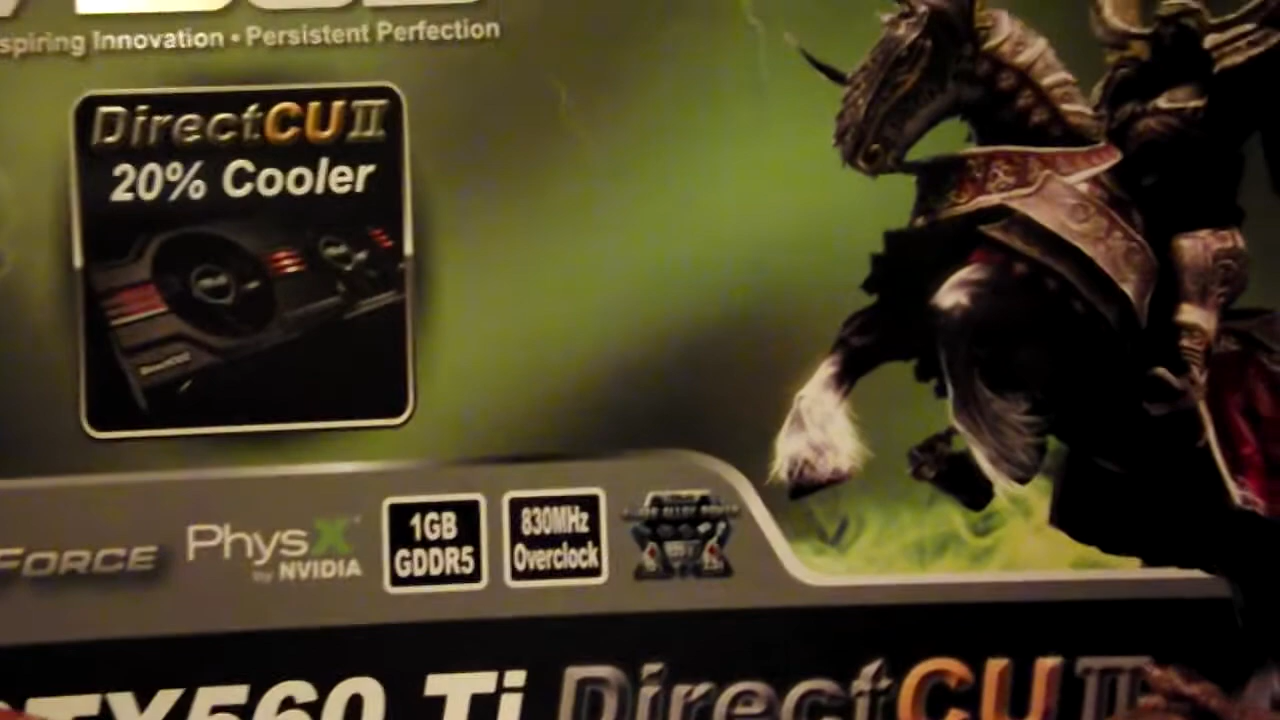 spiring Innovation • Persistent Perfection
DirectCU II
20% Cooler
FORCE
PhysX
by NVIDIA
1GB
GDDR5
830MHz
Overclock
TX560 Ti DirectCU II